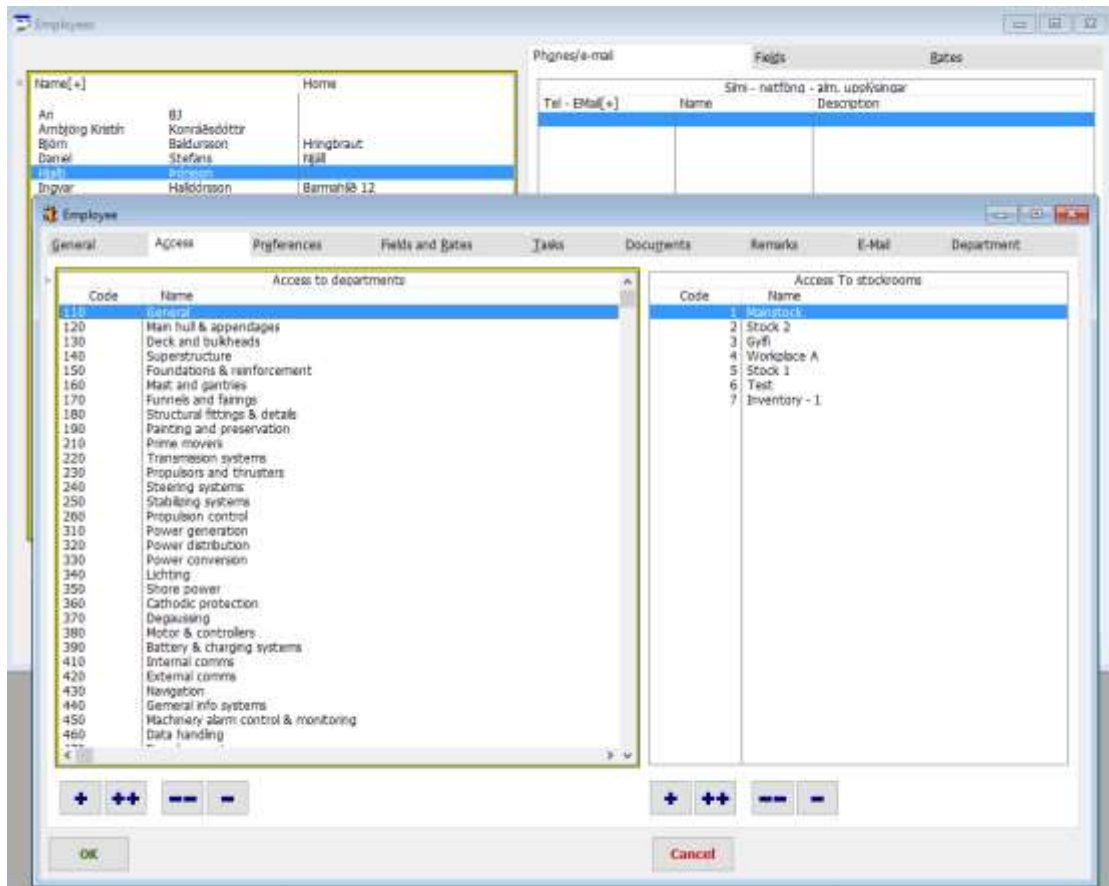 Employees
Phones/e-mail Fields Rates
Name[+] Home
Sími - netföng - alm. upplýsingar
Tel - EMail[+] Name Description
Ari BJ
Arnbjörg Kristín Konráðsdóttir
Björn Baldursson Hringbraut
Daníel Stefans Njáll
Hjalti Þórsson
Ingvar Halldórsson Barmahlíð 12
Employee
General Access Preferences Fields and Rates Tasks Documents Remarks E-Mail Department
Access to departments
Code Name
110 General
120 Main hull & appendages
130 Deck and bulkheads
140 Superstructure
150 Foundations & reinforcement
160 Mast and gantries
170 Funnels and fairings
180 Structural fittings & details
190 Painting and preservation
210 Prime movers
220 Transmission systems
230 Propulsors and thrusters
240 Steering systems
250 Stabilizing systems
260 Propulsion control
310 Power generation
320 Power distribution
330 Power conversion
340 Lichting
350 Shore power
360 Cathodic protection
370 Degaussing
380 Motor & controllers
390 Battery & charging systems
410 Internal comms
420 External comms
430 Navigation
440 Gemeral info systems
450 Machinery alarm control & monitoring
460 Data handling
Access To stockrooms
Code Name
1 Mainstock
2 Stock 2
3 Gylfi
4 Workplace A
5 Stock 1
6 Test
7 Inventory - 1
+ ++ -- -
+ ++ -- -
OK
Cancel